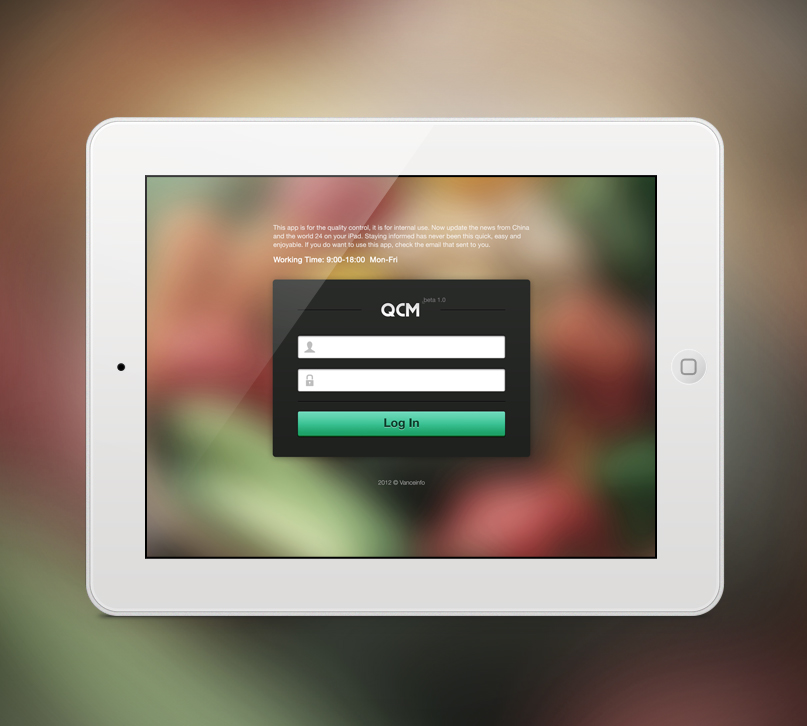 This app is for the quality control, it is for internal use. Now update the news from China
and the world 24 on your iPad. Staying informed has never been this quick, easy and
enjoyable. If you do want to use this app, check the email that sent to you.
Working Time: 9:00-18:00 Mon-Fri
QCM beta 1.0
Log In
2012 © VanceInfo